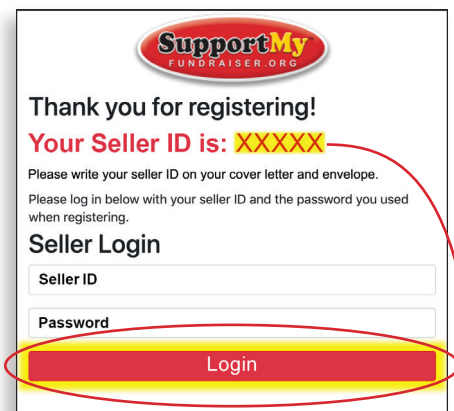 SupportMy
FUNDRAISER.ORG
Thank you for registering!
Your Seller ID is: XXXXX
Please write your seller ID on your cover letter and envelope.
Please log in below with your seller ID and the password you used
when registering.
Seller Login
Seller ID
Password
Login